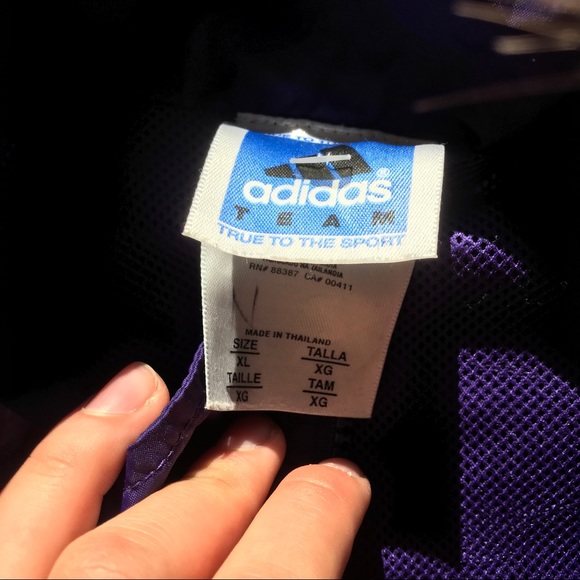 adidas®
TEAM
TRUE TO THE SPORT
RN# 88387 CA# 00411
MADE IN THAILAND
SIZE TALLA
XL XG
TAILLE TAM
XG XG